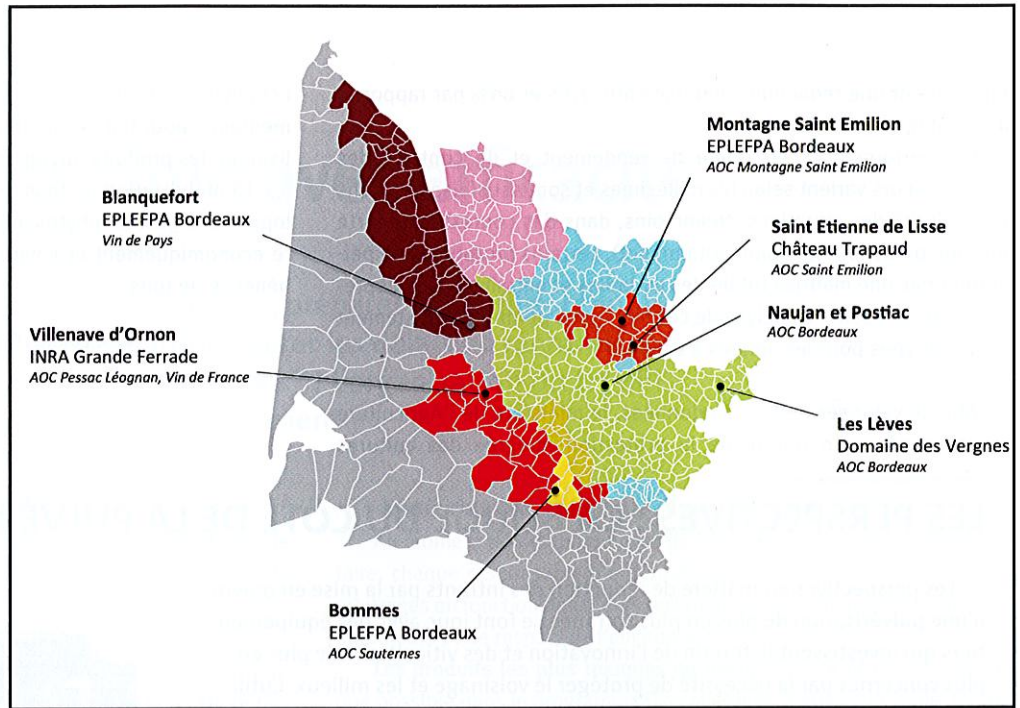 Montagne Saint Emilion
EPLEFPA Bordeaux
AOC Montagne Saint Emilion
Blanquefort
EPLEFPA Bordeaux
Vin de Pays
Saint Etienne de Lisse
Château Trapaud
AOC Saint Emilion
Naujan et Postiac
AOC Bordeaux
Villenave d'Ornon
INRA Grande Ferrade
AOC Pessac Léognan, Vin de France
Les Lèves
Domaine des Vergnes
AOC Bordeaux
Bommes
EPLEFPA Bordeaux
AOC Sauternes